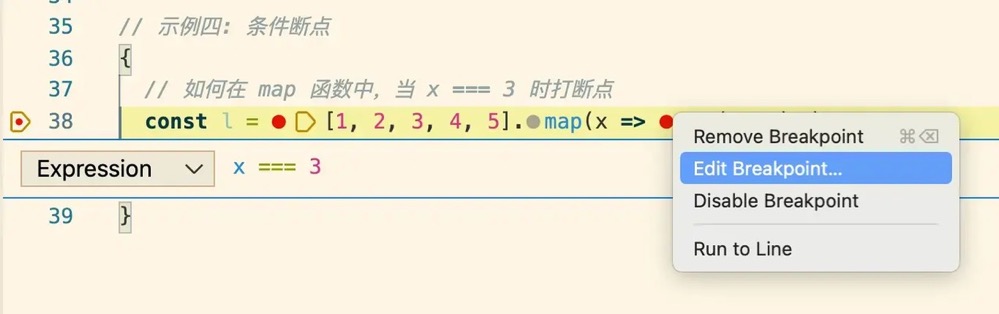 35 // 示例四: 条件断点
36 {
37 // 如何在 map 函数中，当 x === 3 时打断点
38 const l = [1, 2, 3, 4, 5].map(x =>
Remove Breakpoint ⌘⌫
Expression x === 3
Edit Breakpoint...
Disable Breakpoint
39 }
Run to Line